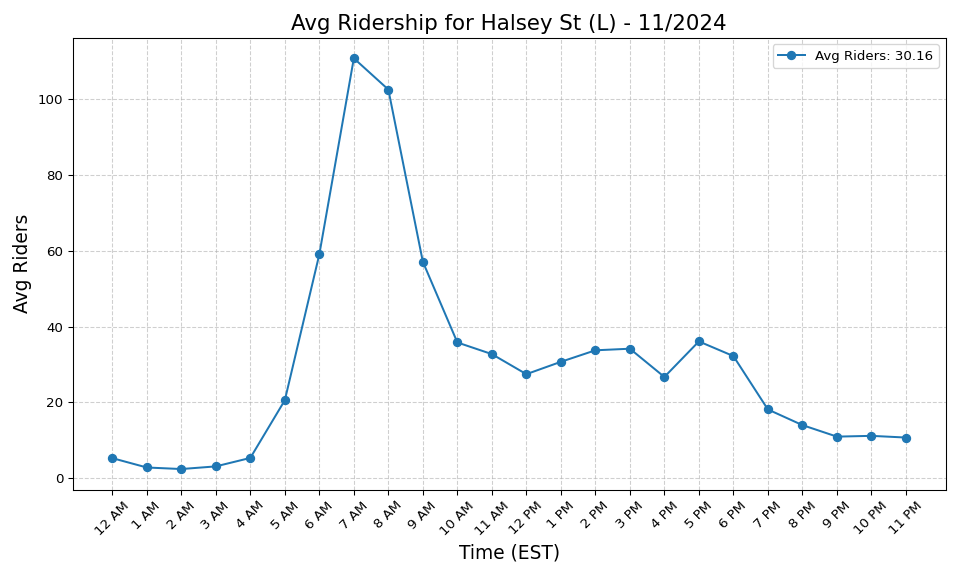 Avg Ridership for Halsey St (L) - 11/2024
Avg Riders: 30.16
Avg Riders
100
80
60
40
20
0
12 AM
1 AM
2 AM
3 AM
4 AM
5 AM
6 AM
7 AM
8 AM
9 AM
10 AM
11 AM
12 PM
1 PM
2 PM
3 PM
4 PM
5 PM
6 PM
7 PM
8 PM
9 PM
10 PM
11 PM
Time (EST)